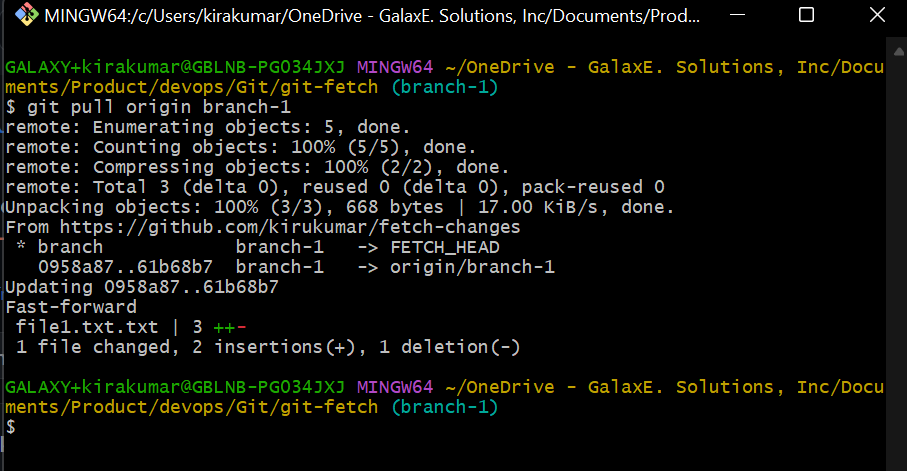 MINGW64:/c/Users/kirakumar/OneDrive - GalaxE. Solutions, Inc/Documents/Prod...
GALAXY+kirakumar@GBLNB-PG034JXJ MINGW64 ~/OneDrive - GalaxE. Solutions, Inc/Docu
ments/Product/devops/Git/git-fetch (branch-1)
$ git pull origin branch-1
remote: Enumerating objects: 5, done.
remote: Counting objects: 100% (5/5), done.
remote: Compressing objects: 100% (2/2), done.
remote: Total 3 (delta 0), reused 0 (delta 0), pack-reused 0
Unpacking objects: 100% (3/3), 668 bytes | 17.00 KiB/s, done.
From https://github.com/kirukumar/fetch-changes
 * branch            branch-1   -> FETCH_HEAD
   0958a87..61b68b7  branch-1   -> origin/branch-1
Updating 0958a87..61b68b7
Fast-forward
 file1.txt.txt | 3 ++-
 1 file changed, 2 insertions(+), 1 deletion(-)
GALAXY+kirakumar@GBLNB-PG034JXJ MINGW64 ~/OneDrive - GalaxE. Solutions, Inc/Docu
ments/Product/devops/Git/git-fetch (branch-1)
$